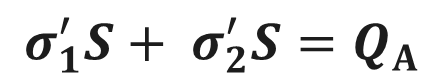 σ′₁S + σ′₂S = Q_A